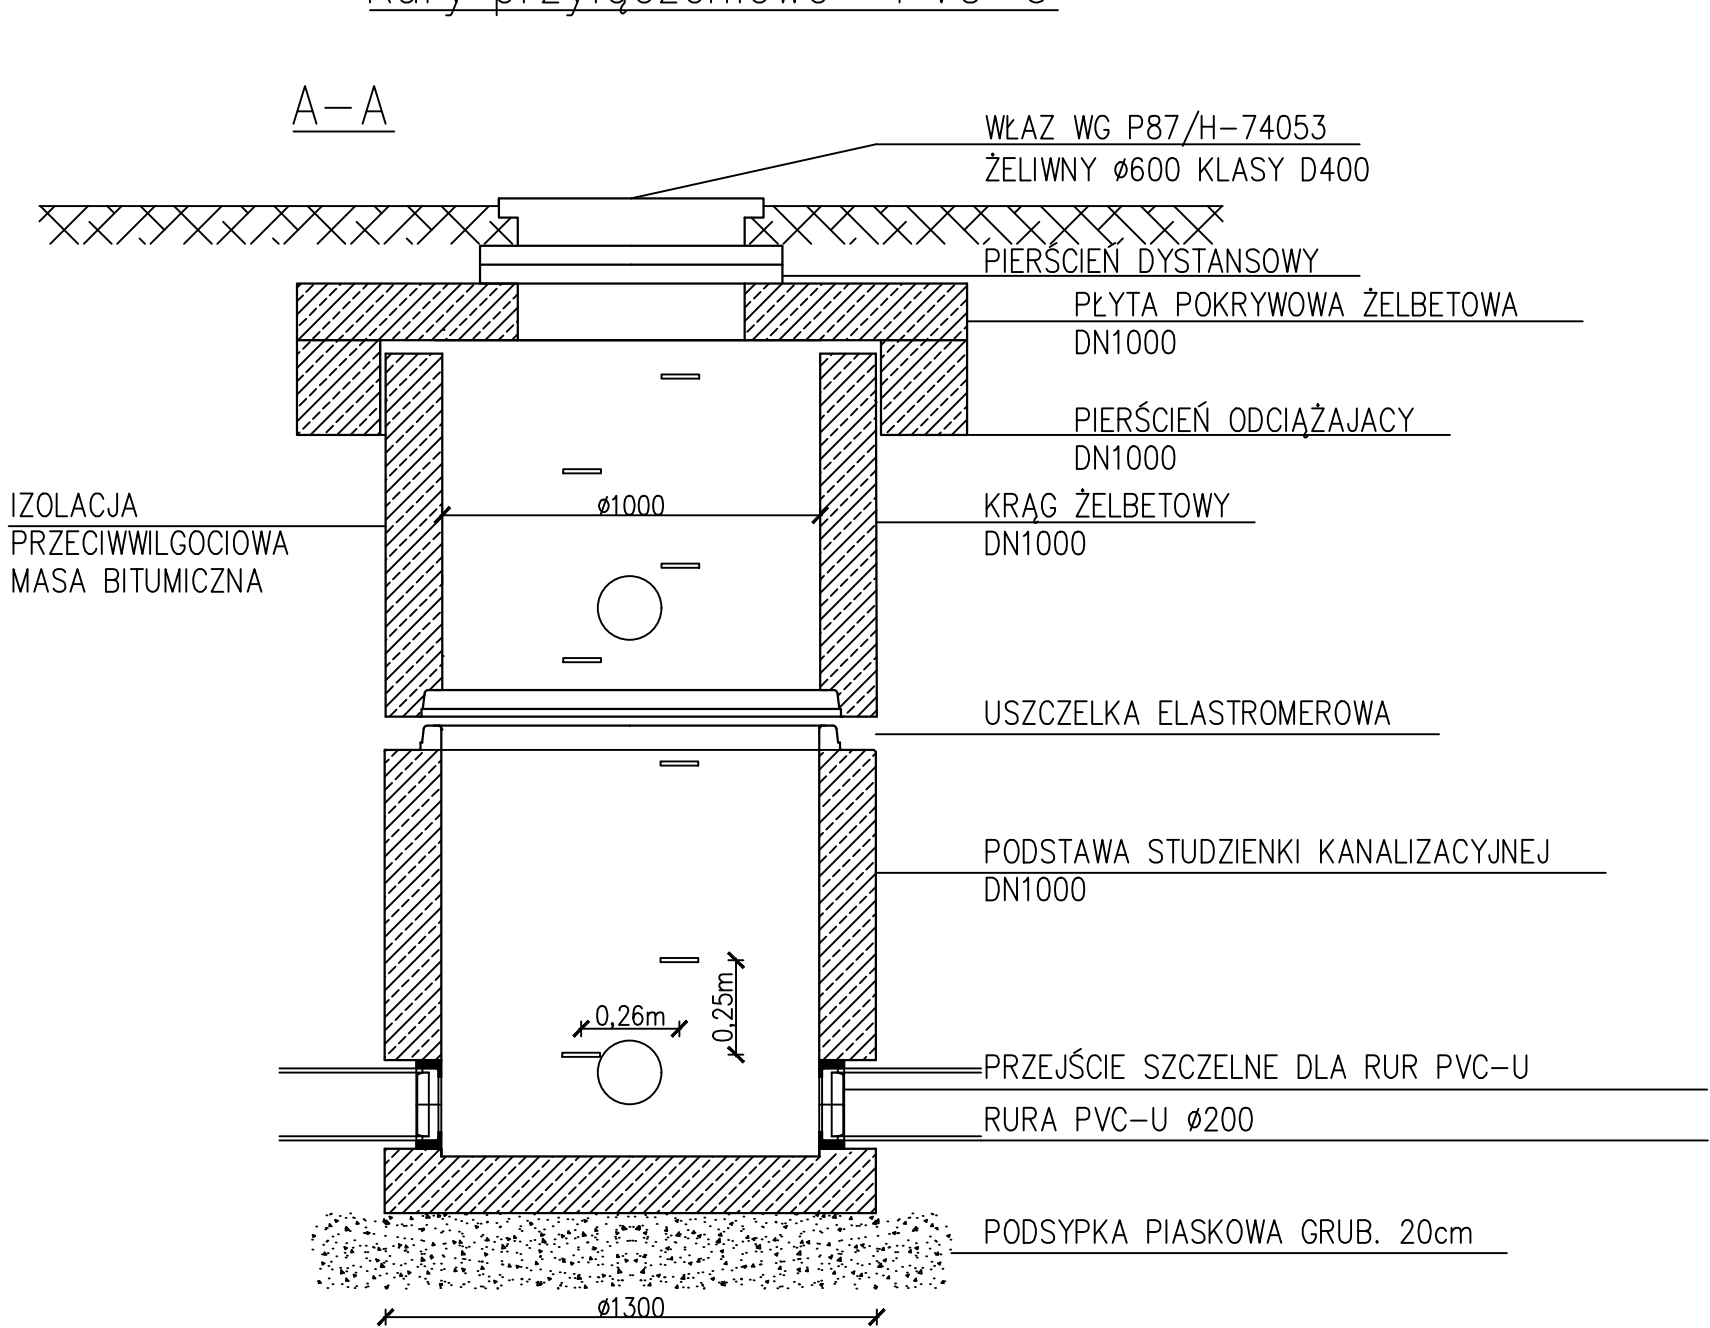 A-A
WŁAZ WG P87/H-74053
ŻELIWNY ø600 KLASY D400
PIERŚCIEŃ DYSTANSOWY
PŁYTA POKRYWOWA ŻELBETOWA
DN1000
PIERŚCIEŃ ODCIĄŻAJACY
DN1000
IZOLACJA
PRZECIWWILGOCIOWA
MASA BITUMICZNA
ø1000
KRĄG ŻELBETOWY
DN1000
USZCZELKA ELASTROMEROWA
PODSTAWA STUDZIENKI KANALIZACYJNEJ
DN1000
0,26m
0,25m
PRZEJŚCIE SZCZELNE DLA RUR PVC-U
RURA PVC-U ø200
PODSYPKA PIASKOWA GRUB. 20cm
ø1300